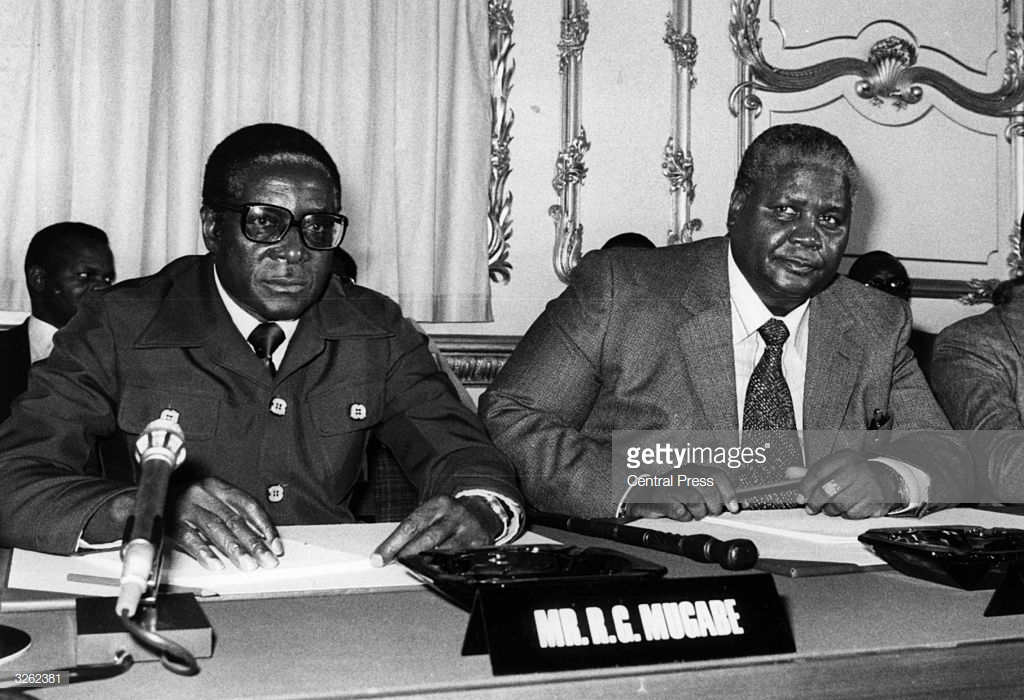 gettyimages®
Central Press
MR. R.G. MUGABE
3262381